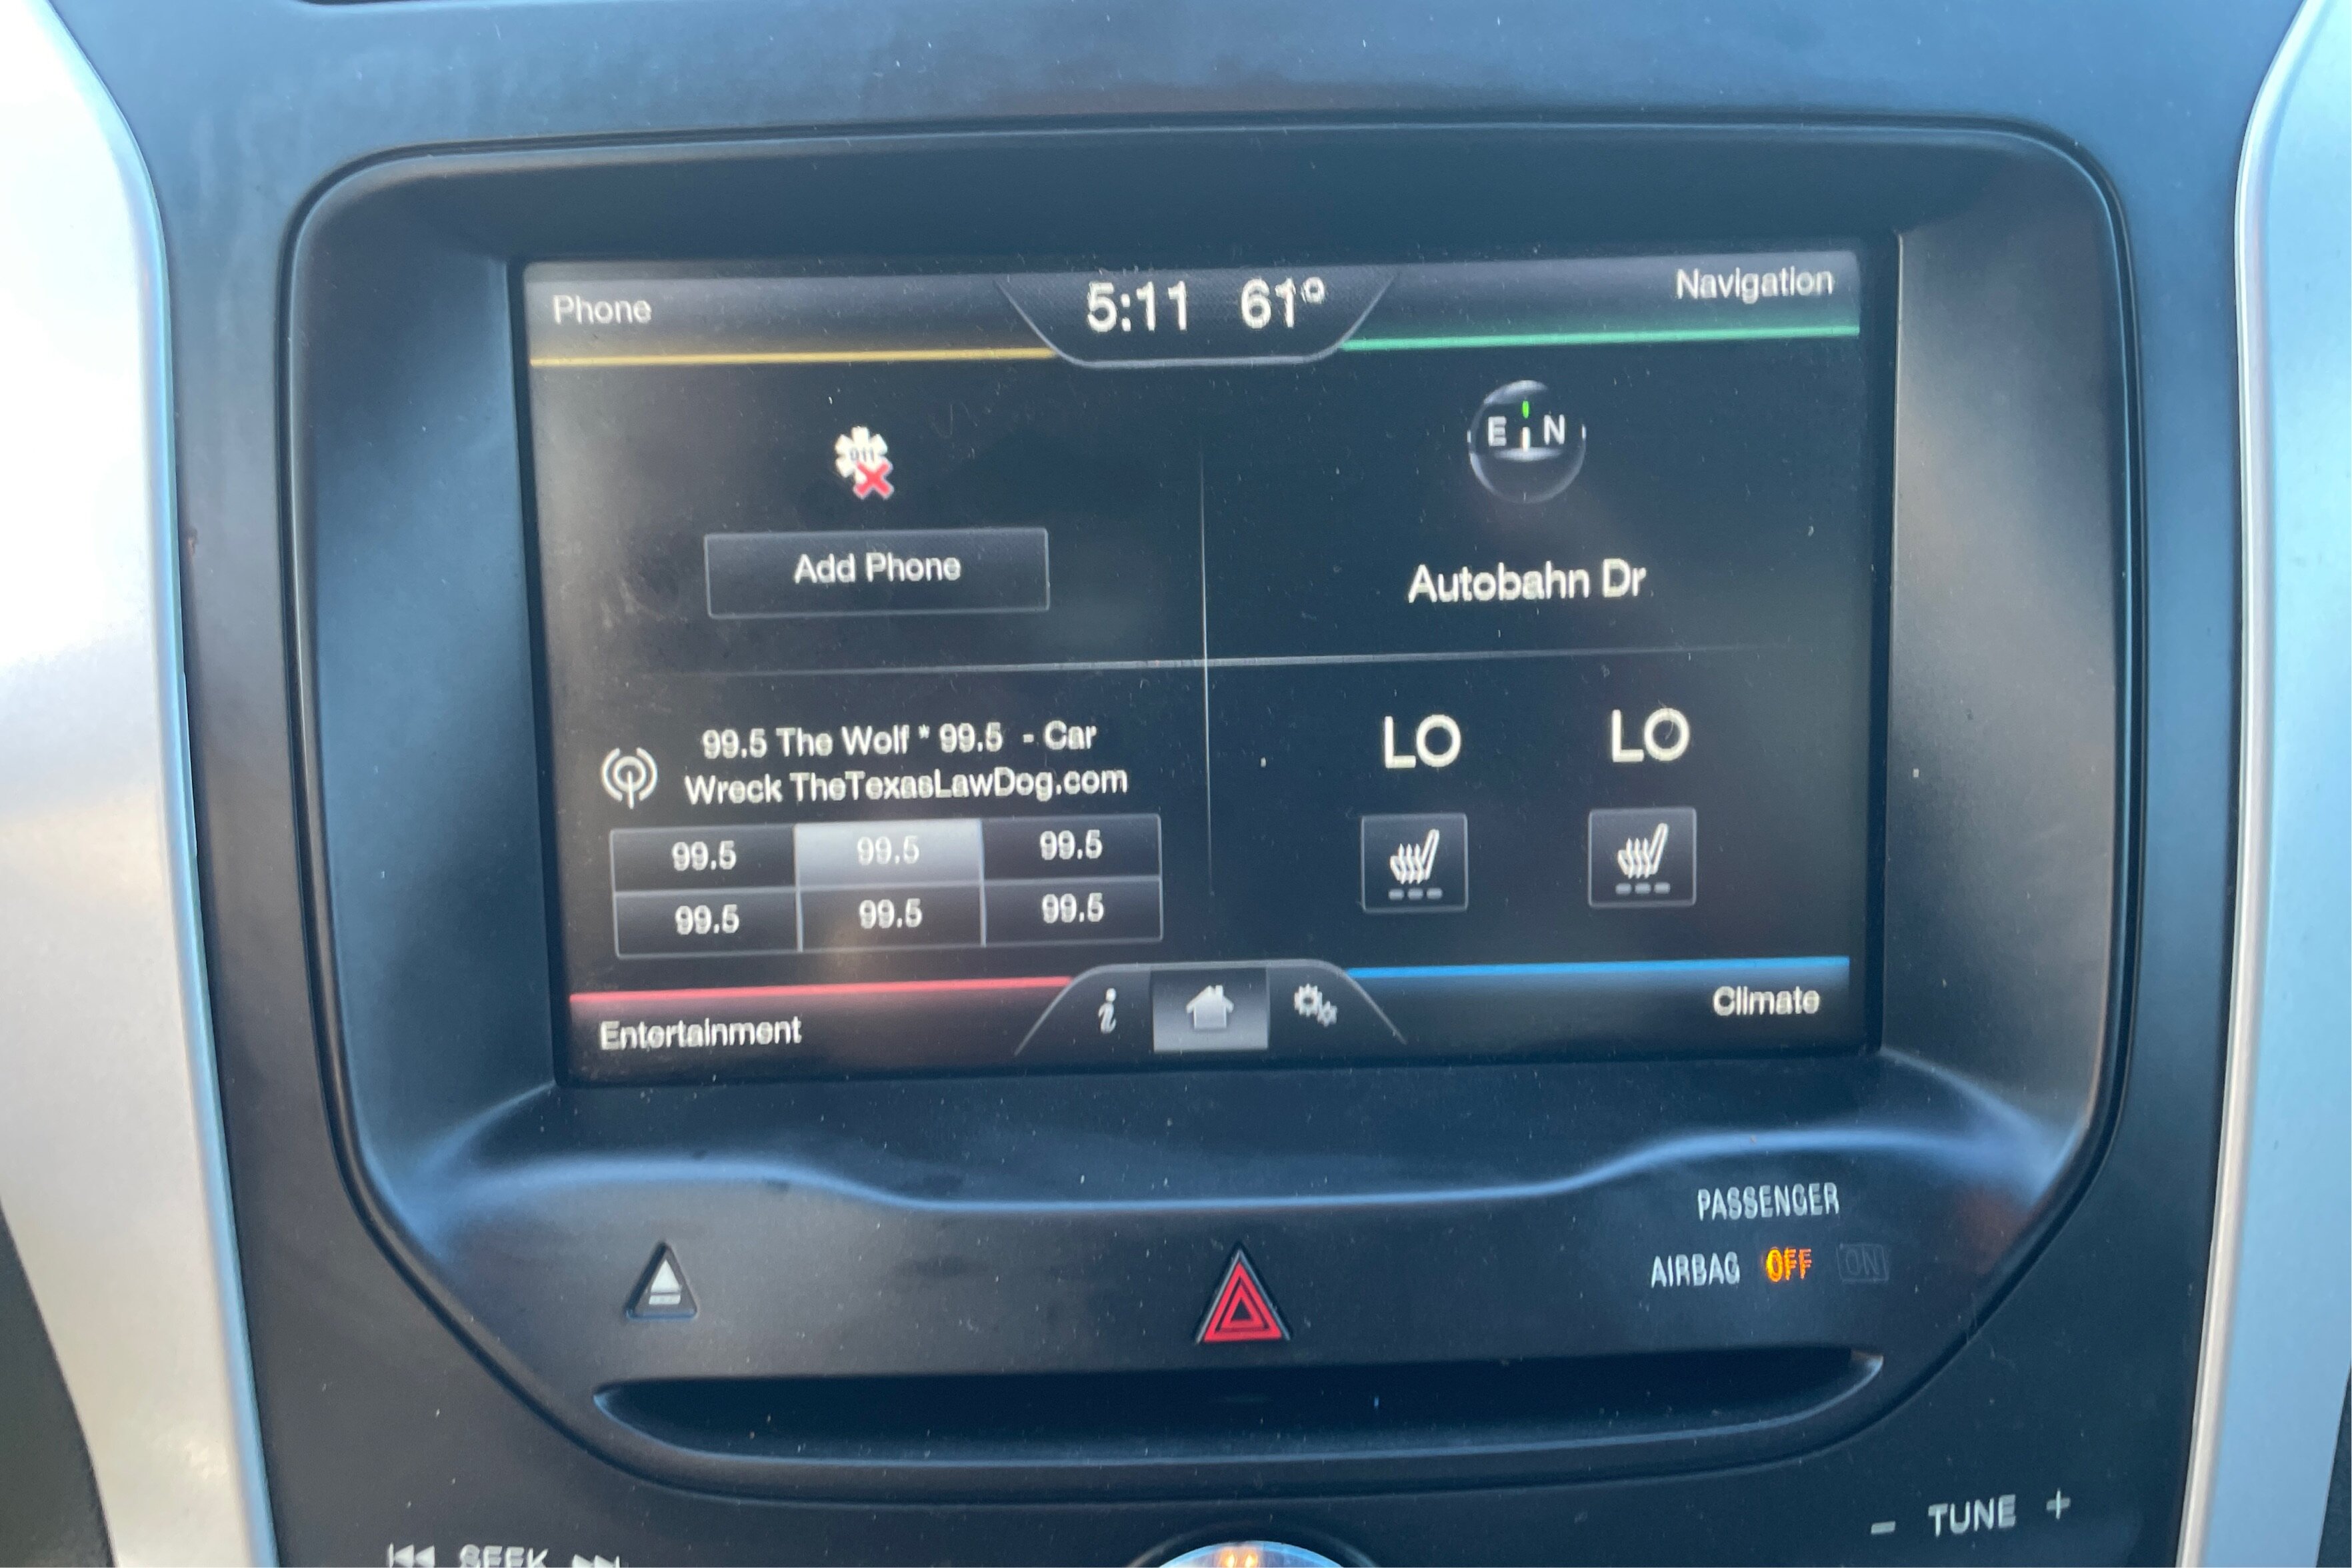 Phone
5:11 61°
Navigation
911
E N
Add Phone
Autobahn Dr
99.5 The Wolf * 99.5 - Car
Wreck TheTexasLawDog.com
LO LO
99.5 99.5 99.5
99.5 99.5 99.5
i
Entertainment
Climate
PASSENGER
AIRBAG OFF ON
- TUNE +
SEEK